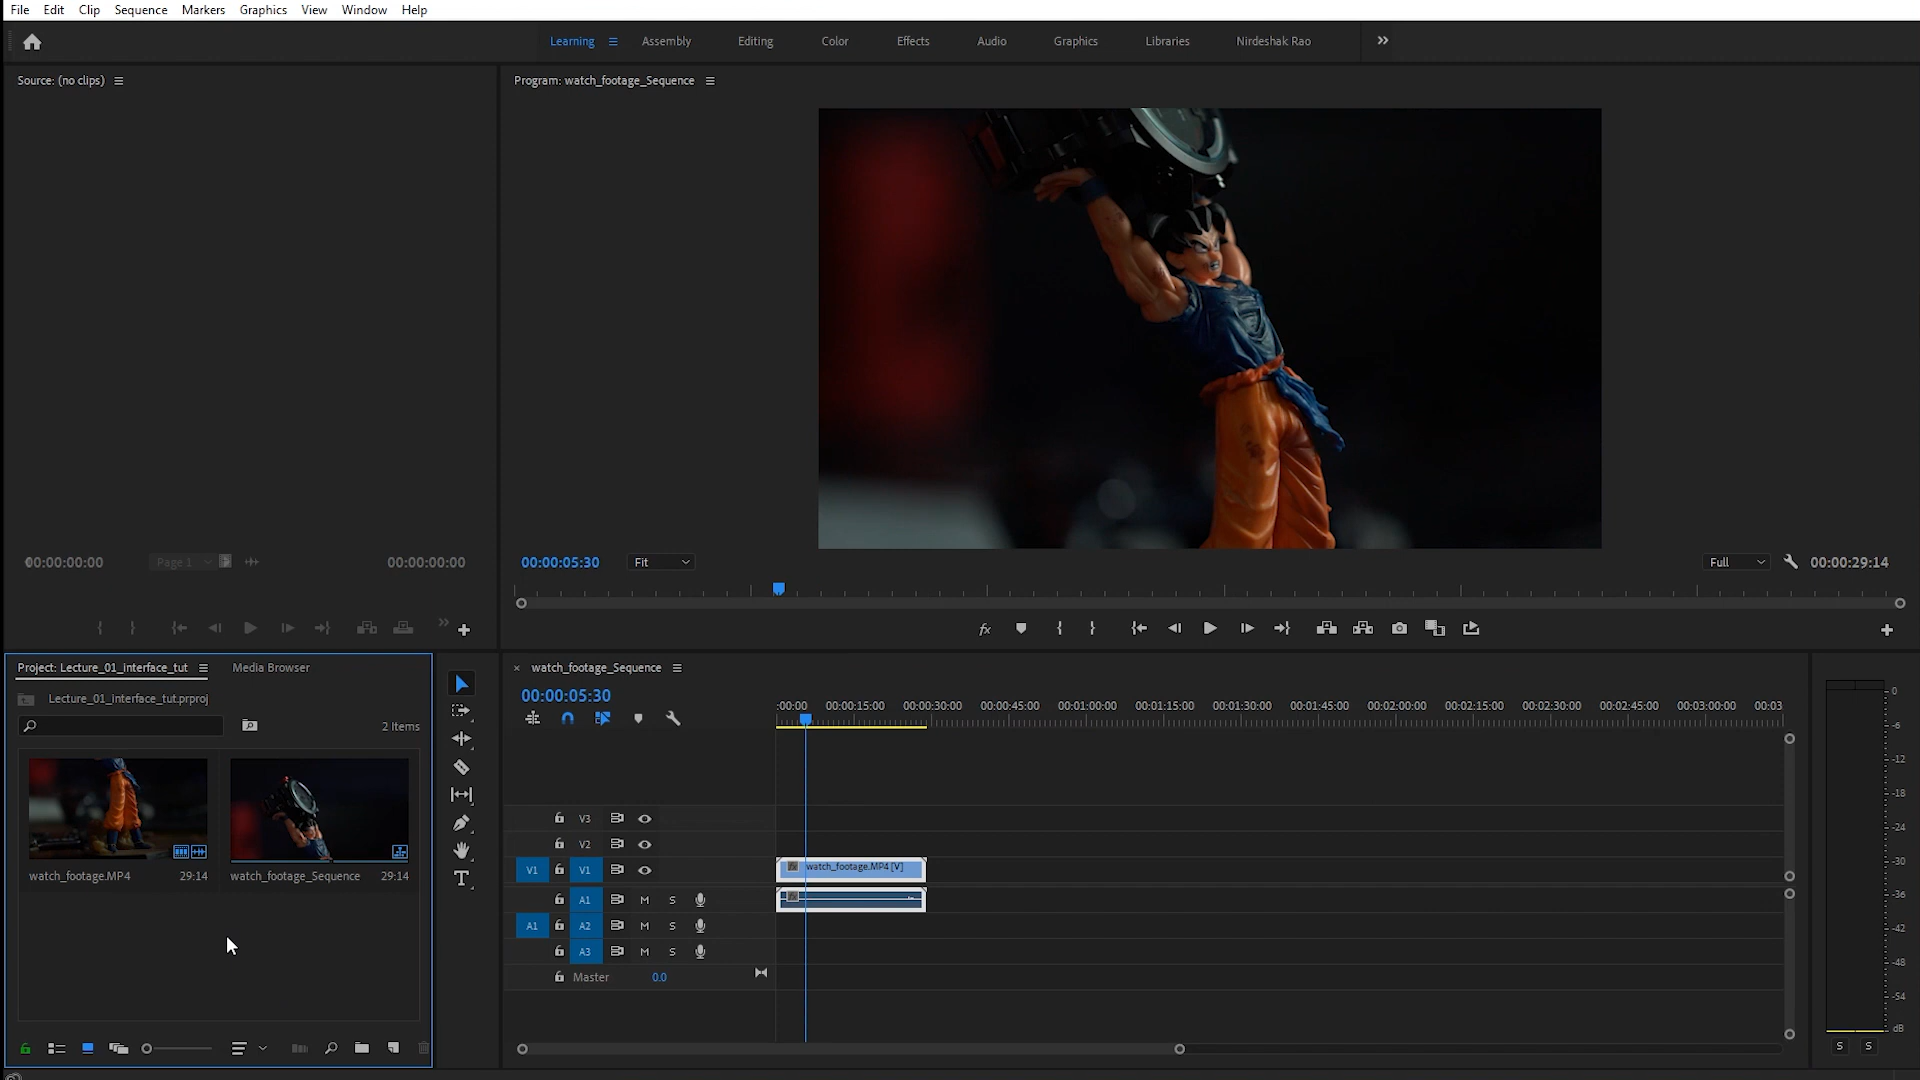 File Edit Clip Sequence Markers Graphics View Window Help
Learning Assembly Editing Color Effects Audio Graphics Libraries Nirdeshak Rao
Source: (no clips)
Program: watch_footage_Sequence
00:00:00:00 Page 1 00:00:00:00
00:00:05:30 Fit Full 00:00:29:14
Project: Lecture_01_interface_tut Media Browser
Lecture_01_interface_tut.prproj
2 Items
watch_footage.MP4 29:14
watch_footage_Sequence 29:14
watch_footage_Sequence
00:00:05:30
:00:00 00:00:15:00 00:00:30:00 00:00:45:00 00:01:00:00 00:01:15:00 00:01:30:00 00:01:45:00 00:02:00:00 00:02:15:00 00:02:30:00 00:02:45:00 00:03:00:00 00:03
V3
V2
V1 V1 watch_footage.MP4 [V]
A1 M S
A1 A2 M S
A3 M S
Master 0.0
0
-6
-12
-18
-24
-30
-36
-42
-48
-54
dB
S S